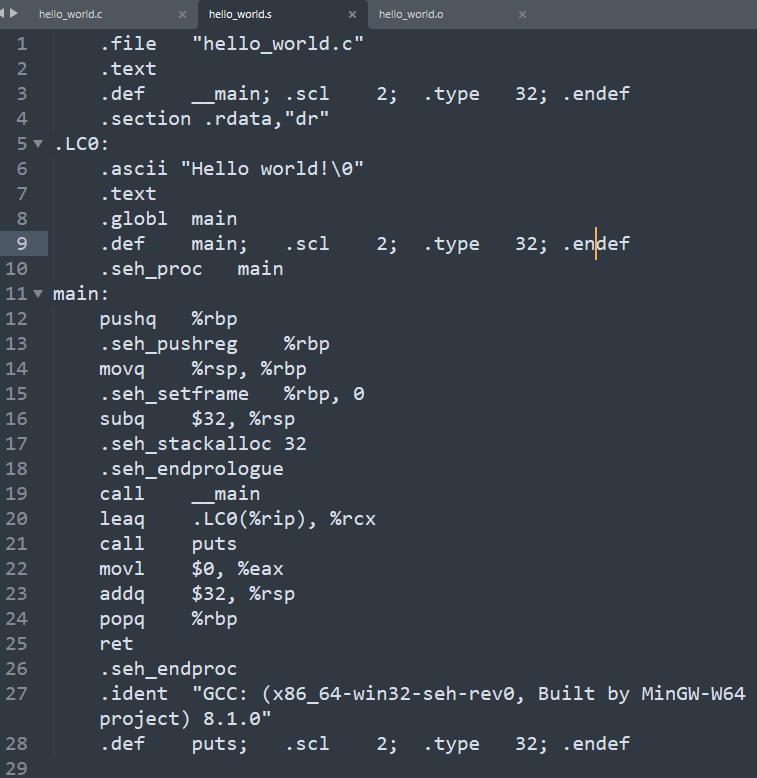 hello_world.c × hello_world.s × hello_world.o ×
1 .file "hello_world.c"
2 .text
3 .def __main; .scl 2; .type 32; .endef
4 .section .rdata,"dr"
5 .LC0:
6 .ascii "Hello world!\0"
7 .text
8 .globl main
9 .def main; .scl 2; .type 32; .endef
10 .seh_proc main
11 main:
12 pushq %rbp
13 .seh_pushreg %rbp
14 movq %rsp, %rbp
15 .seh_setframe %rbp, 0
16 subq $32, %rsp
17 .seh_stackalloc 32
18 .seh_endprologue
19 call __main
20 leaq .LC0(%rip), %rcx
21 call puts
22 movl $0, %eax
23 addq $32, %rsp
24 popq %rbp
25 ret
26 .seh_endproc
27 .ident "GCC: (x86_64-win32-seh-rev0, Built by MinGW-W64
project) 8.1.0"
28 .def puts; .scl 2; .type 32; .endef
29